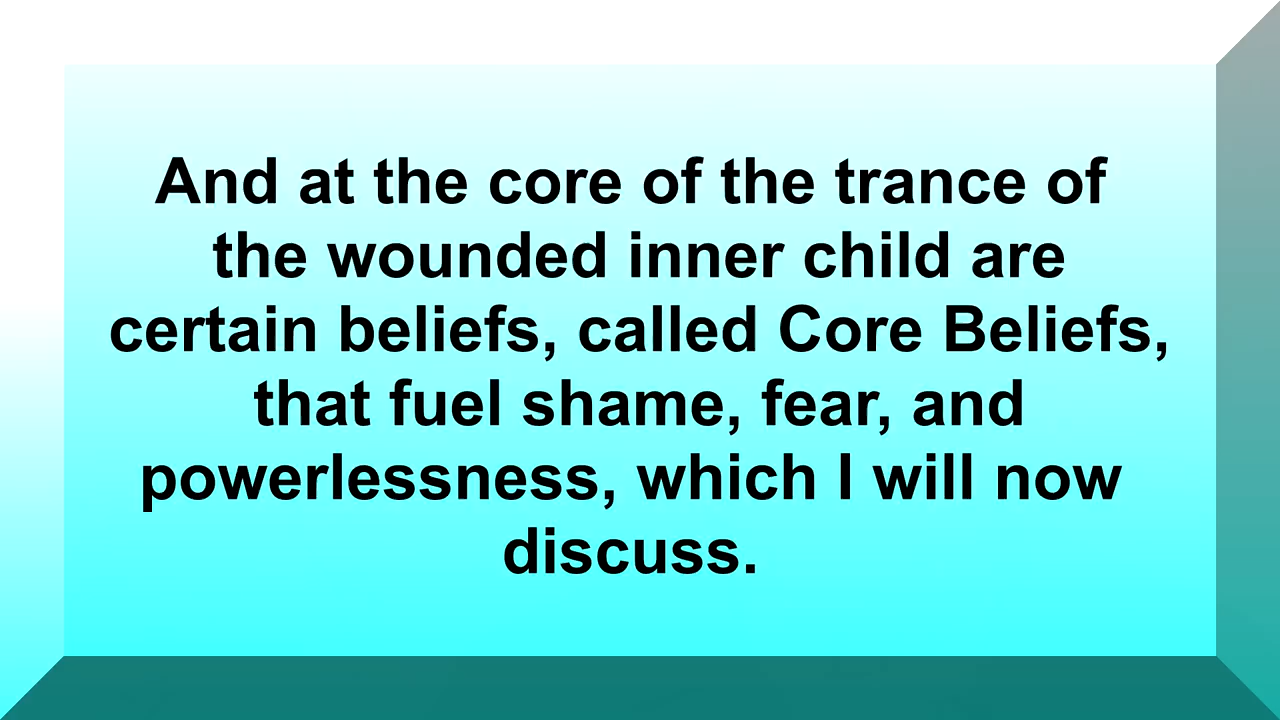 And at the core of the trance of
the wounded inner child are
certain beliefs, called Core Beliefs,
that fuel shame, fear, and
powerlessness, which I will now
discuss.